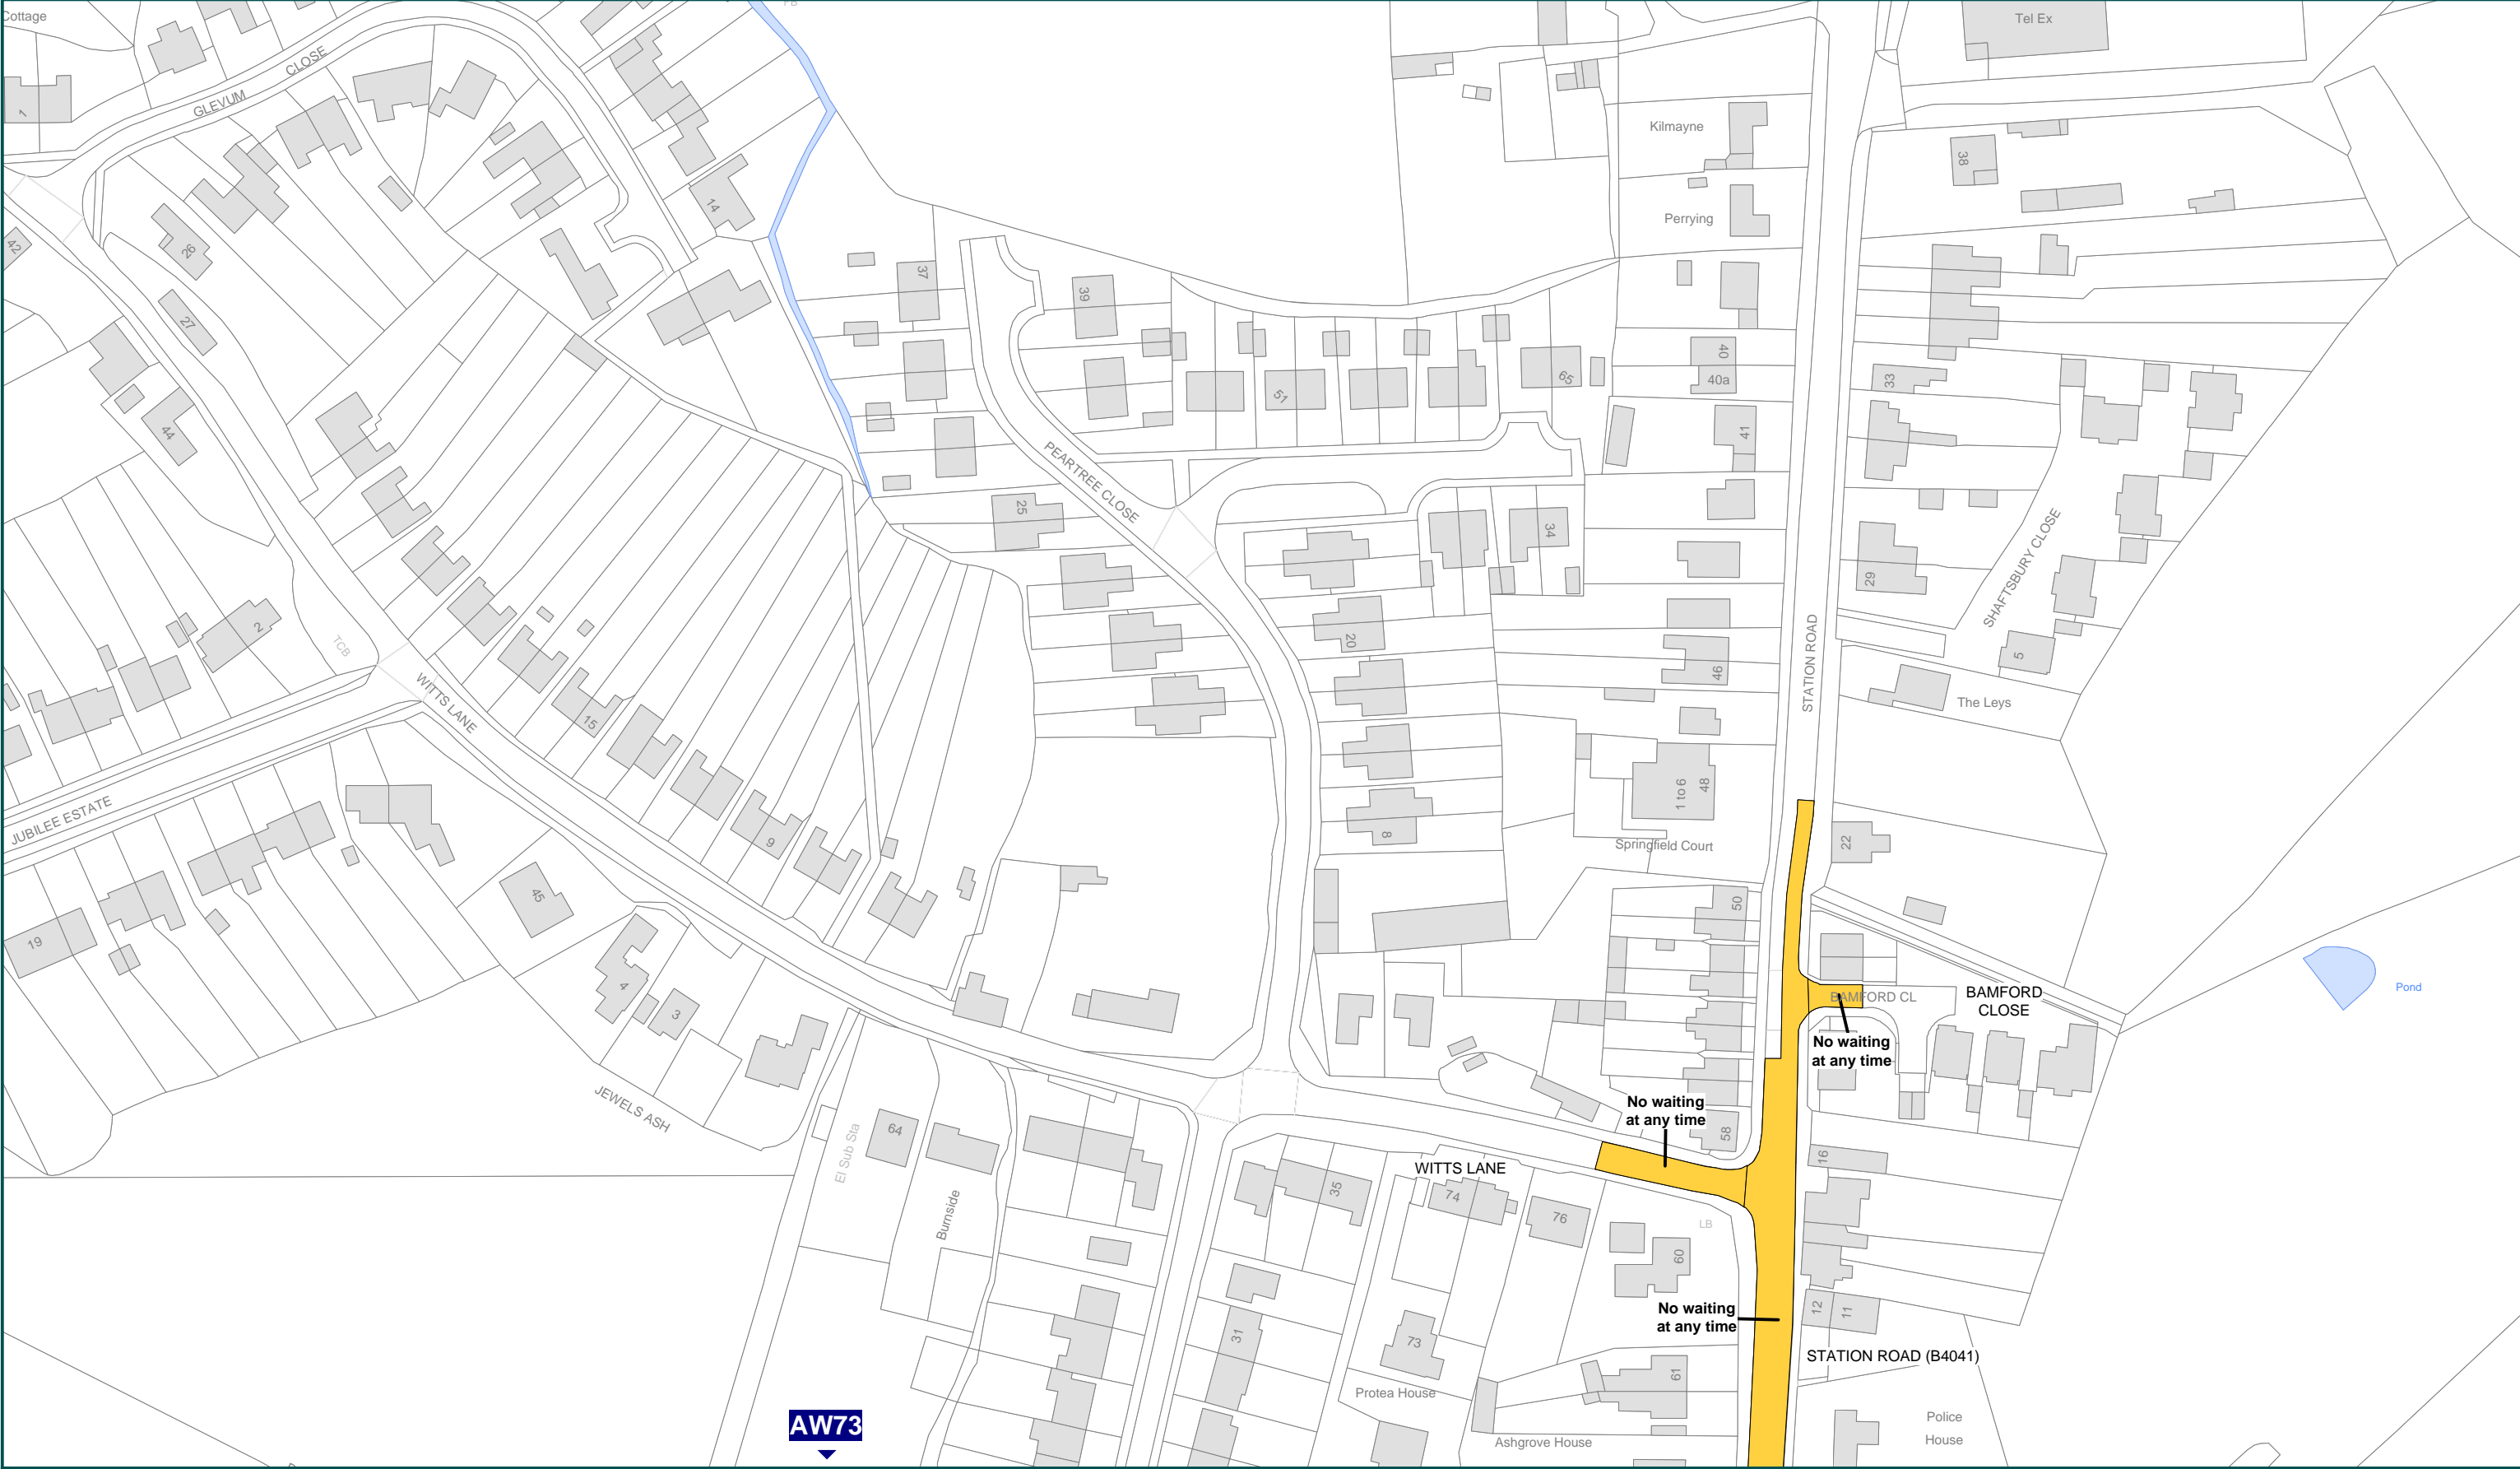 Cottage
FB
Tel Ex
CLOSE
GLEVUM
1
Kilmayne
38
14
Perrying
42
26
37
39
27
40
40a
51
65
33
41
44
PEARTREE CLOSE
25
34
SHAFTSBURY CLOSE
29
2
TCB
20
46
STATION ROAD
5
The Leys
WITTS LANE
15
1 to 6
48
JUBILEE ESTATE
9
8
Springfield Court
22
45
50
19
4
3
BAMFORD CL
BAMFORD
CLOSE
Pond
No waiting
at any time
JEWELS ASH
No waiting
at any time
64
El Sub Sta
58
16
WITTS LANE
35
74
76
Burnside
LB
60
No waiting
at any time
12
11
31
73
STATION ROAD (B4041)
61
Protea House
AW73
Police
House
Ashgrove House